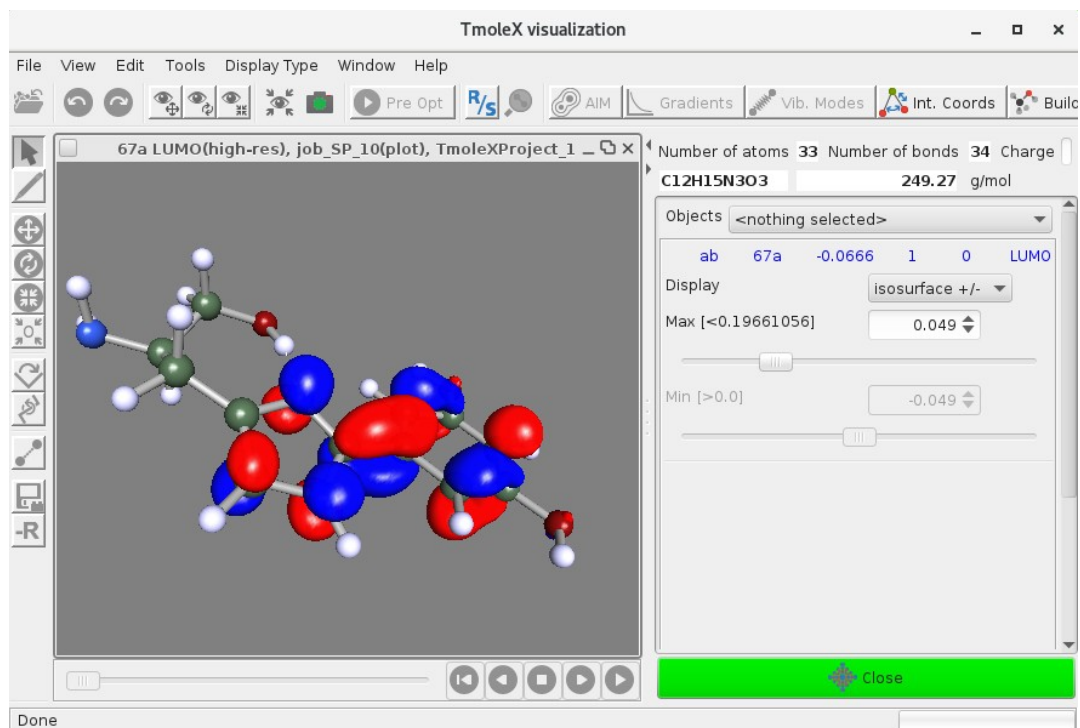 TmoleX visualization
File View Edit Tools Display Type Window Help
Pre Opt R/S AIM Gradients Vib. Modes Int. Coords Build
67a LUMO(high-res), job_SP_10(plot), TmoleXProject_1
Number of atoms 33 Number of bonds 34 Charge
C12H15N3O3 249.27 g/mol
Objects <nothing selected>
ab 67a -0.0666 1 0 LUMO
Display isosurface +/-
Max [<0.19661056] 0.049
Min [>0.0] -0.049
-R
Close
Done